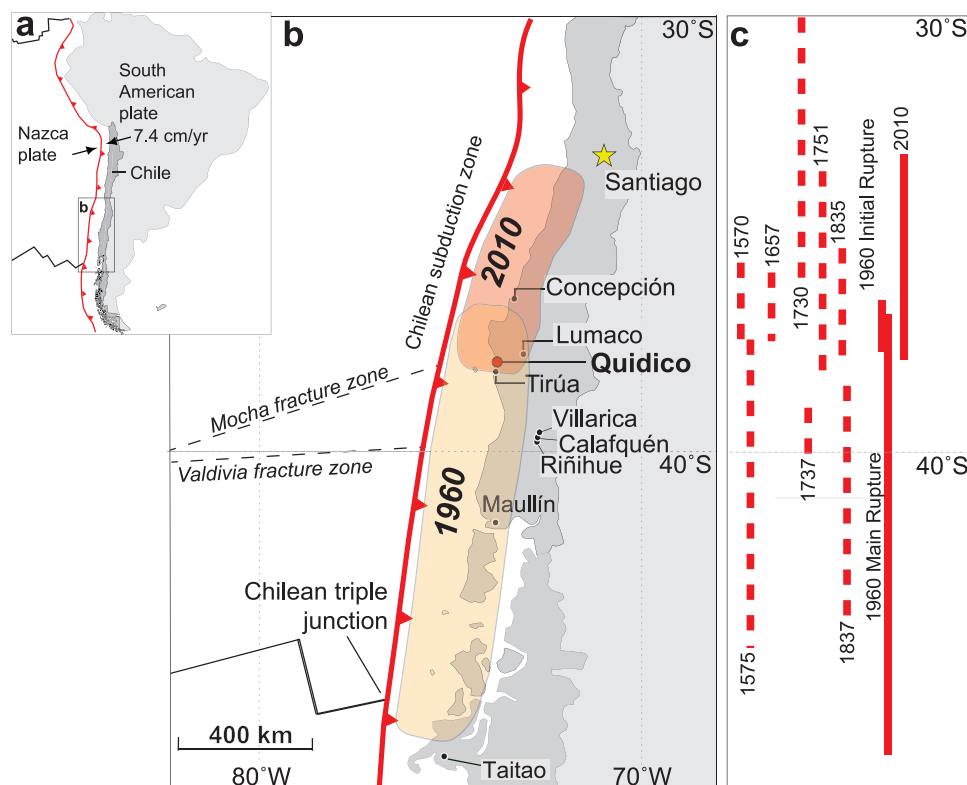 a
South
American
plate
7.4 cm/yr
Nazca
plate
Chile
b
b
30°S
Chilean subduction zone
Santiago
2010
Concepción
Lumaco
Quidico
Tirúa
Mocha fracture zone
Villarica
Calafquén
Riñihue
Valdivia fracture zone
40°S
1960
Maullín
Chilean triple
junction
400 km
Taitao
80°W
70°W
c
30°S
1570
1657
1730
1751
1835
1960 Initial Rupture
2010
40°S
1737
1575
1837
1960 Main Rupture